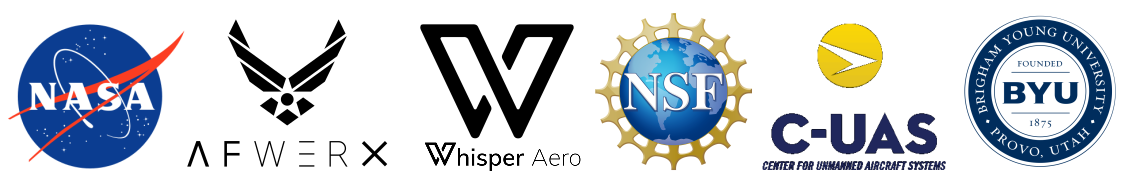 NASA
AFWERX
Whisper Aero
NSF
C-UAS
CENTER FOR UNMANNED AIRCRAFT SYSTEMS
BRIGHAM YOUNG UNIVERSITY
FOUNDED
BYU
1875
PROVO, UTAH